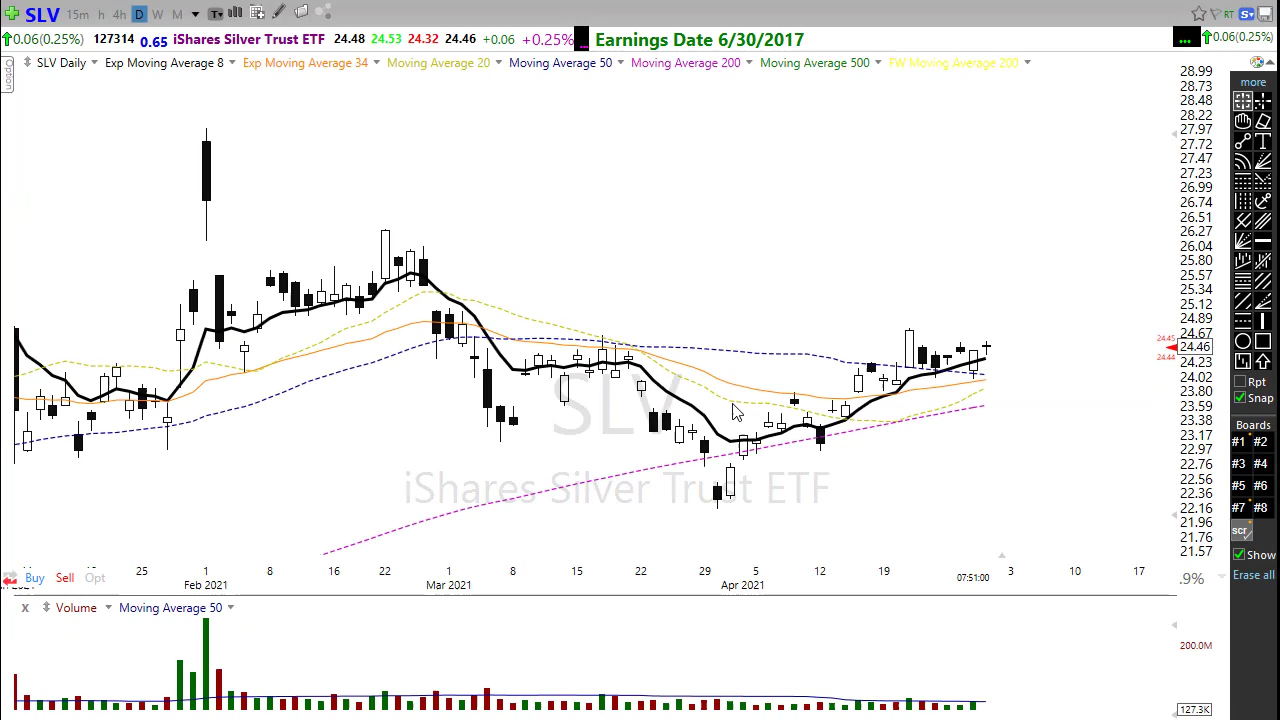 SLV 15m h 4h D W M T RT S
0.06(0.25%) 127314 0.65 iShares Silver Trust ETF 24.48 24.53 24.32 24.46 +0.06 +0.25% ... Earnings Date 6/30/2017 ... 0.06(0.25%)
Option SLV Daily Exp Moving Average 8 Exp Moving Average 34 Moving Average 20 Moving Average 50 Moving Average 200 Moving Average 500 FW Moving Average 200
more
28.99
28.73
28.48
28.22
27.97
27.72
27.47
27.23
26.99
26.74
26.51
26.27
26.04
25.80
25.57
25.34
25.12
24.89
24.67
24.45
24.46
24.44
24.23
24.02
23.80
23.59
23.38
23.17
22.97
22.76
22.56
22.36
22.16
21.96
21.76
21.57
SLV
iShares Silver Trust ETF
T
Rpt
Snap
Boards
#1 #2
#3 #4
#5 #6
#7 #8
scr
Show
Erase all
25 1 8 16 22 1 8 15 22 29 5 12 19 07:51:00 3 10 17
2021 Feb 2021 Mar 2021 Apr 2021
Buy Sell Opt .9%
x Volume Moving Average 50
200.0M
127.3K